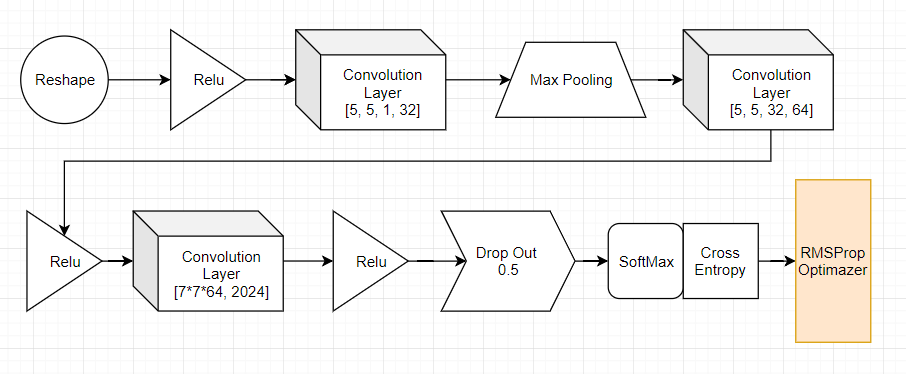 Reshape
Relu
Convolution
Layer
[5, 5, 1, 32]
Max Pooling
Convolution
Layer
[5, 5, 32, 64]
Relu
Convolution
Layer
[7*7*64, 2024]
Relu
Drop Out
0.5
SoftMax
Cross
Entropy
RMSProp
Optimazer